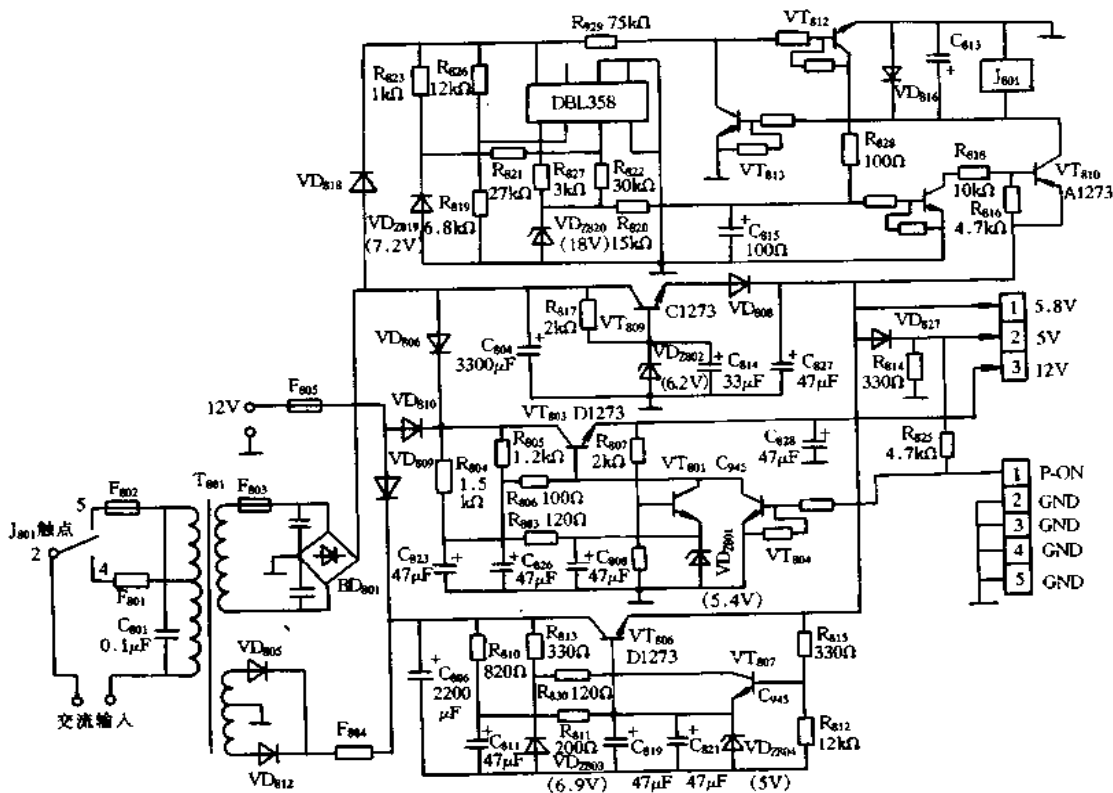 R829 75kΩ
VT812
C813
R823
1kΩ
R826
12kΩ
DBL358
VD816
J801
R828
100Ω
R818
10kΩ
VT810
A1273
R816
4.7kΩ
VT813
VD818
R821
27kΩ
R827
3kΩ
R822
30kΩ
R819
6.8kΩ
VDZ819
(7.2V)
VDZ820
(18V)
R820
15kΩ
C815
100Ω
R817
2kΩ
VT809
C1273
VD808
1 5.8V
VD827
2 5V
3 12V
VD806
C804
3300μF
VDZ802
(6.2V)
C814
33μF
C827
47μF
R814
330Ω
12V
F805
VD810
VT803
D1273
R805
1.2kΩ
R807
2kΩ
C828
47μF
R825
4.7kΩ
VD809
R804
1.5
kΩ
R806 100Ω
VT801
C945
1 P-ON
2 GND
3 GND
4 GND
5 GND
R803 120Ω
VDZ801
VT804
T801
F802
F803
5
J801触点
2
4
F801
C801
0.1μF
BD801
C823
47μF
C826
47μF
C808
47μF
(5.4V)
VD805
交流输入
VD812
F804
C806
2200
μF
R810
820Ω
R813
330Ω
VT806
D1273
VT807
R815
330Ω
R830 120Ω
C945
R811
200Ω
R812
12kΩ
C811
47μF
VDZ803
(6.9V)
C819
47μF
C821
47μF
VDZ804
(5V)